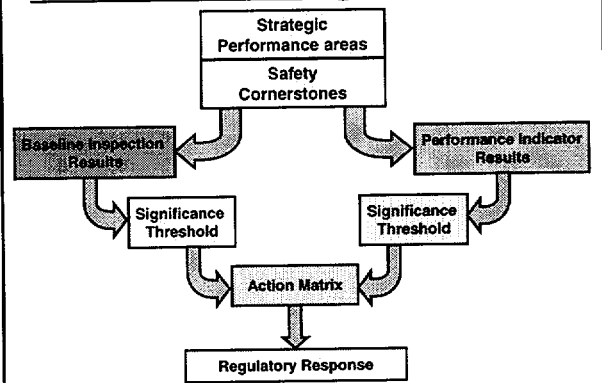 Strategic
Performance areas
Safety
Cornerstones
Baseline Inspection
Results
Performance Indicator
Results
Significance
Threshold
Significance
Threshold
Action Matrix
Regulatory Response